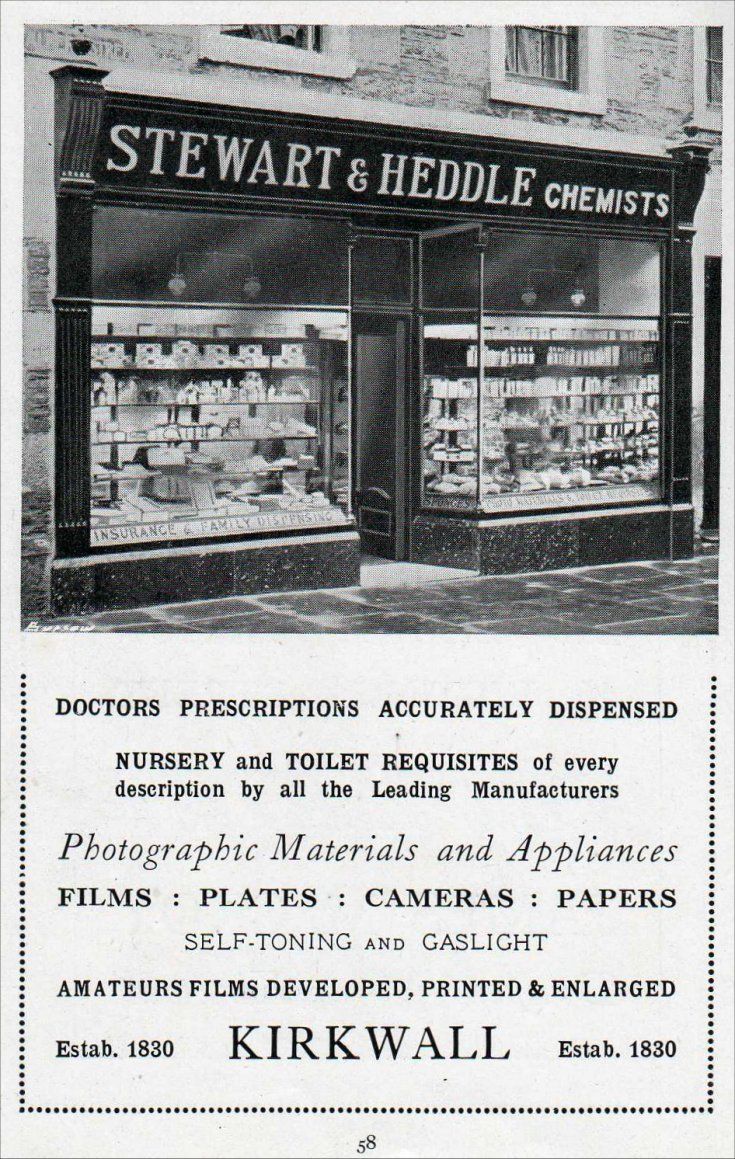 STEWART & HEDDLE CHEMISTS
INSURANCE & FAMILY DISPENSING
& TOILET
DOCTORS PRESCRIPTIONS ACCURATELY DISPENSED
NURSERY and TOILET REQUISITES of every
description by all the Leading Manufacturers
Photographic Materials and Appliances
FILMS : PLATES : CAMERAS : PAPERS
SELF-TONING AND GASLIGHT
AMATEURS FILMS DEVELOPED, PRINTED & ENLARGED
Estab. 1830 KIRKWALL Estab. 1830
58